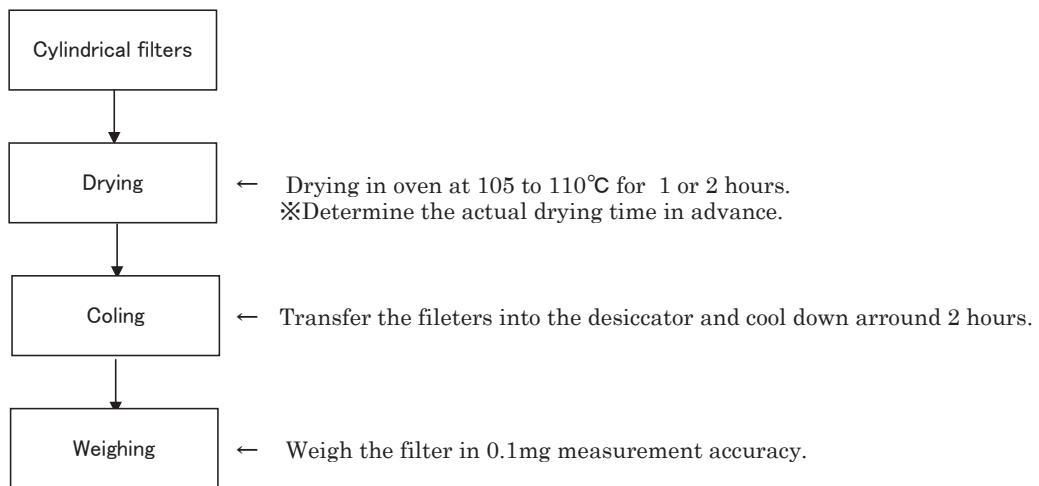 Cylindrical filters
Drying
← Drying in oven at 105 to 110℃ for 1 or 2 hours.
※Determine the actual drying time in advance.
Coling
← Transfer the fileters into the desiccator and cool down arround 2 hours.
Weighing
← Weigh the filter in 0.1mg measurement accuracy.